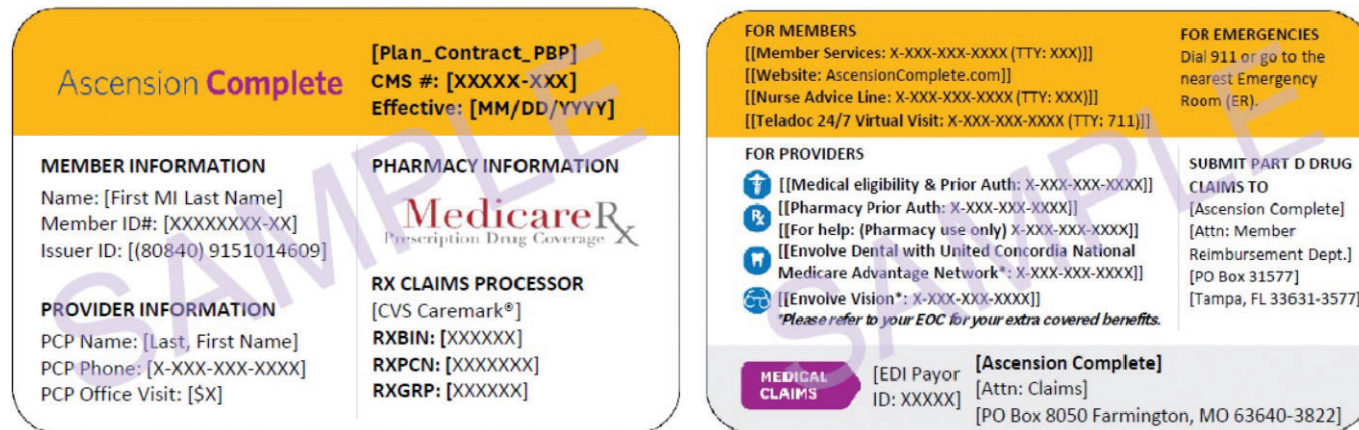 Ascension Complete
[Plan_Contract_PBP]
CMS #: [XXXXX-XXX]
Effective: [MM/DD/YYYY]
MEMBER INFORMATION
Name: [First MI Last Name]
Member ID#: [XXXXXXXX-XX]
Issuer ID: [(80840) 9151014609]
PROVIDER INFORMATION
PCP Name: [Last, First Name]
PCP Phone: [X-XXX-XXX-XXXX]
PCP Office Visit: [$X]
PHARMACY INFORMATION
MedicareRx
Prescription Drug Coverage
RX CLAIMS PROCESSOR
[CVS Caremark®]
RXBIN: [XXXXXX]
RXPCN: [XXXXXXX]
RXGRP: [XXXXXX]
SAMPLE
FOR MEMBERS
[[Member Services: X-XXX-XXX-XXXX (TTY: XXX)]]
[[Website: AscensionComplete.com]]
[[Nurse Advice Line: X-XXX-XXX-XXXX (TTY: XXX)]]
[[Teladoc 24/7 Virtual Visit: X-XXX-XXX-XXXX (TTY: 711)]]
FOR EMERGENCIES
Dial 911 or go to the
nearest Emergency
Room (ER).
FOR PROVIDERS
[[Medical eligibility & Prior Auth: X-XXX-XXX-XXXX]]
Rx
[[Pharmacy Prior Auth: X-XXX-XXX-XXXX]]
[[For help: (Pharmacy use only) X-XXX-XXX-XXXX]]
[[Envolve Dental with United Concordia National
Medicare Advantage Network*: X-XXX-XXX-XXXX]]
[[Envolve Vision*: X-XXX-XXX-XXXX]]
*Please refer to your EOC for your extra covered benefits.
SUBMIT PART D DRUG
CLAIMS TO
[Ascension Complete]
[Attn: Member
Reimbursement Dept.]
[PO Box 31577]
[Tampa, FL 33631-3577]
MEDICAL
CLAIMS
[EDI Payor
ID: XXXXX]
[Ascension Complete]
[Attn: Claims]
[PO Box 8050 Farmington, MO 63640-3822]
SAMPLE